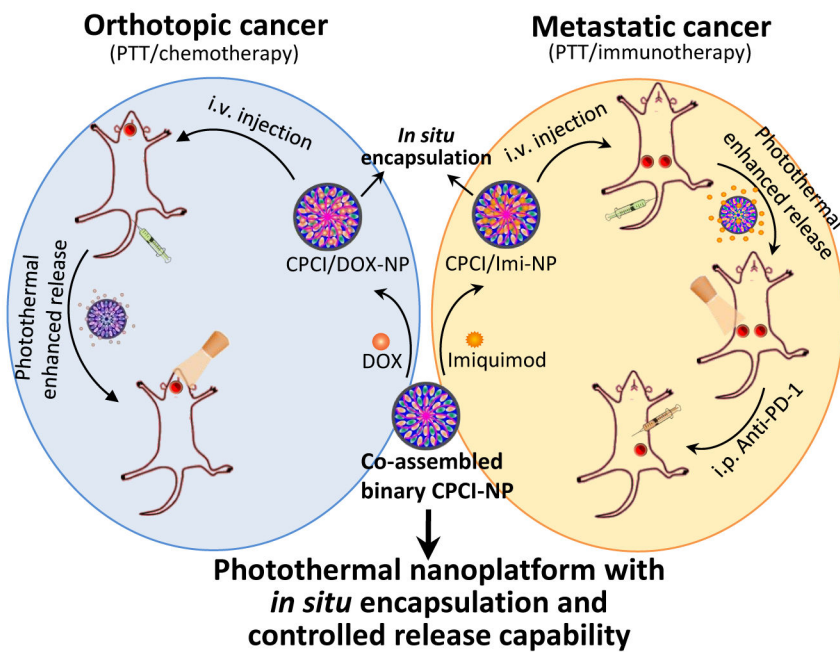 Orthotopic cancer
(PTT/chemotherapy)
Metastatic cancer
(PTT/immunotherapy)
i.v. injection
In situ
encapsulation
i.v. injection
Photothermal
enhanced release
CPCI/DOX-NP
CPCI/Imi-NP
Photothermal
enhanced release
DOX
Imiquimod
i.p. Anti-PD-1
Co-assembled
binary CPCI-NP
Photothermal nanoplatform with
in situ encapsulation and
controlled release capability